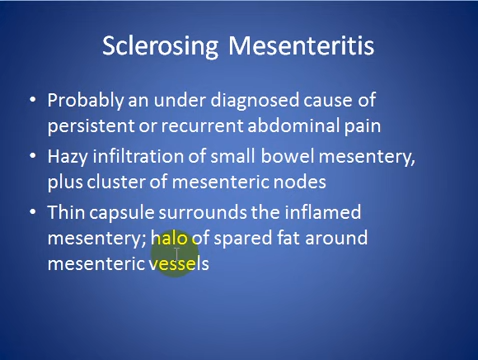 Sclerosing Mesenteritis
• Probably an under diagnosed cause of
persistent or recurrent abdominal pain
• Hazy infiltration of small bowel mesentery,
plus cluster of mesenteric nodes
• Thin capsule surrounds the inflamed
mesentery; halo of spared fat around
mesenteric vessels